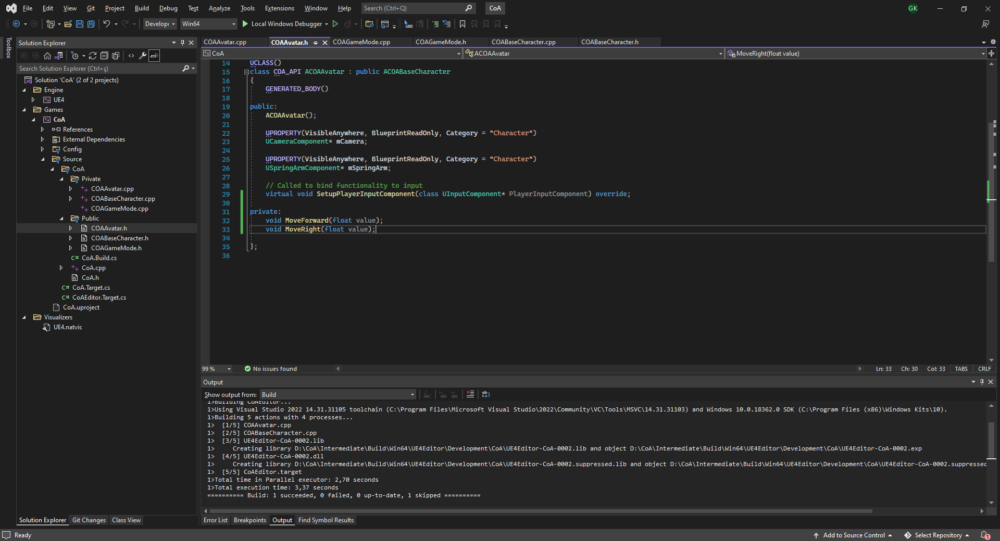 File Edit View Git Project Build Debug Test Analyze Tools Extensions Window Help Search (Ctrl+Q) CoA GK
Developı Win64 Local Windows Debugger
Toolbox
Solution Explorer
Search Solution Explorer (Ctrl+ş)
Solution 'CoA' (2 of 2 projects)
Engine
UE4
Games
CoA
References
External Dependencies
Config
Source
CoA
Private
COAAvatar.cpp
COABaseCharacter.cpp
COAGameMode.cpp
Public
COAAvatar.h
COABaseCharacter.h
COAGameMode.h
CoA.Build.cs
CoA.cpp
CoA.h
CoA.Target.cs
CoAEditor.Target.cs
CoA.uproject
Visualizers
UE4.natvis
Solution Explorer Git Changes Class View
COAAvatar.cpp COAAvatar.h COAGameMode.cpp COAGameMode.h COABaseCharacter.cpp COABaseCharacter.h
CoA ACOAAvatar MoveRight(float value)
14 UCLASS()
15 class COA_API ACOAAvatar : public ACOABaseCharacter
16 {
17 GENERATED_BODY()
18
19 public:
20 ACOAAvatar();
21
22 UPROPERTY(VisibleAnywhere, BlueprintReadOnly, Category = "Character")
23 UCameraComponent* mCamera;
24
25 UPROPERTY(VisibleAnywhere, BlueprintReadOnly, Category = "Character")
26 USpringArmComponent* mSpringArm;
27
28 // Called to bind functionality to input
29 virtual void SetupPlayerInputComponent(class UInputComponent* PlayerInputComponent) override;
30
31 private:
32 void MoveForward(float value);
33 void MoveRight(float value);
34
35 };
36
99 % No issues found Ln: 33 Ch: 30 Col: 33 TABS CRLF
Output
Show output from: Build
1>Building CoAEditor...
1>Using Visual Studio 2022 14.31.31105 toolchain (C:\Program Files\Microsoft Visual Studio\2022\Community\VC\Tools\MSVC\14.31.31103) and Windows 10.0.18362.0 SDK (C:\Program Files (x86)\Windows Kits\10).
1>Building 5 actions with 4 processes...
1> [1/5] COAAvatar.cpp
1> [2/5] COABaseCharacter.cpp
1> [3/5] UE4Editor-CoA-0002.lib
1> Creating library D:\CoA\Intermediate\Build\Win64\UE4Editor\Development\CoA\UE4Editor-CoA-0002.lib and object D:\CoA\Intermediate\Build\Win64\UE4Editor\Development\CoA\UE4Editor-CoA-0002.exp
1> [4/5] UE4Editor-CoA-0002.dll
1> Creating library D:\CoA\Intermediate\Build\Win64\UE4Editor\Development\CoA\UE4Editor-CoA-0002.suppressed.lib and object D:\CoA\Intermediate\Build\Win64\UE4Editor\Development\CoA\UE4Editor-CoA-0002.suppressed
1> [5/5] CoAEditor.target
1>Total time in Parallel executor: 2,70 seconds
1>Total execution time: 3,37 seconds
========== Build: 1 succeeded, 0 failed, 0 up-to-date, 1 skipped ==========
Error List Breakpoints Output Find Symbol Results
Ready Add to Source Control Select Repository 1